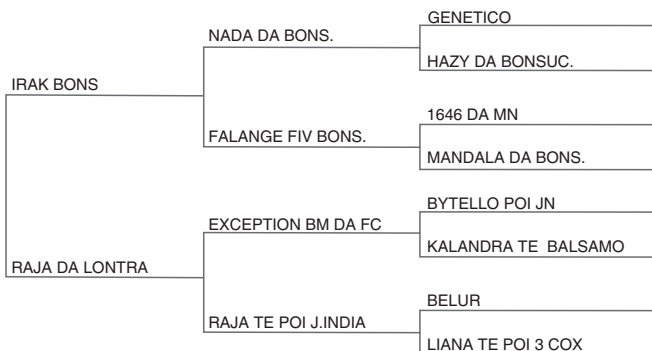 GENETICO
NADA DA BONS.
HAZY DA BONSUC.
IRAK BONS
1646 DA MN
FALANGE FIV BONS.
MANDALA DA BONS.
BYTELLO POI JN
EXCEPTION BM DA FC
KALANDRA TE BALSAMO
RAJA DA LONTRA
BELUR
RAJA TE POI J.INDIA
LIANA TE POI 3 COX